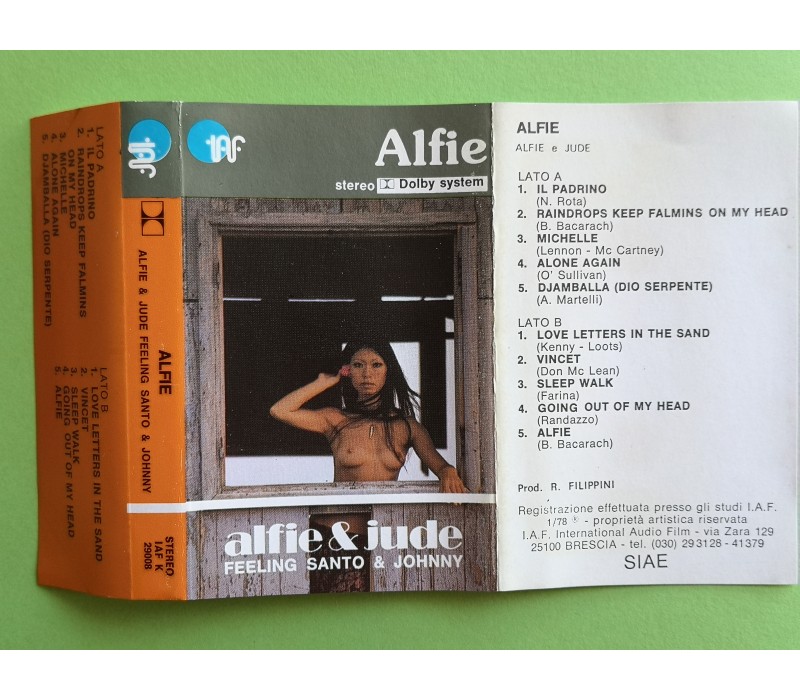 LATO A
1. IL PADRINO
2. RAINDROPS KEEP FALMINS
ON MY HEAD
3. MICHELLE
4. ALONE AGAIN
5. DJAMBALLA (DIO SERPENTE)
LATO B
1. LOVE LETTERS IN THE SAND
2. VINCET
3. SLEEP WALK
4. GOING OUT OF MY HEAD
5. ALFIE
IAF
ALFIE
ALFIE & JUDE FEELING SANTO & JOHNNY
STEREO
IAF K
29008
IAF
Alfie
stereo Dolby system
alfie & jude
FEELING SANTO & JOHNNY
ALFIE
ALFIE e JUDE
LATO A
1. IL PADRINO
(N. Rota)
2. RAINDROPS KEEP FALMINS ON MY HEAD
(B. Bacarach)
3. MICHELLE
(Lennon - Mc Cartney)
4. ALONE AGAIN
(O' Sullivan)
5. DJAMBALLA (DIO SERPENTE)
(A. Martelli)
LATO B
1. LOVE LETTERS IN THE SAND
(Kenny - Loots)
2. VINCET
(Don Mc Lean)
3. SLEEP WALK
(Farina)
4. GOING OUT OF MY HEAD
(Randazzo)
5. ALFIE
(B. Bacarach)
Prod. R. FILIPPINI
Registrazione effettuata presso gli studi I.A.F.
1/78 ℗ - proprietà artistica riservata
I.A.F. International Audio Film - via Zara 129
25100 BRESCIA - tel. (030) 293128 - 41379
SIAE